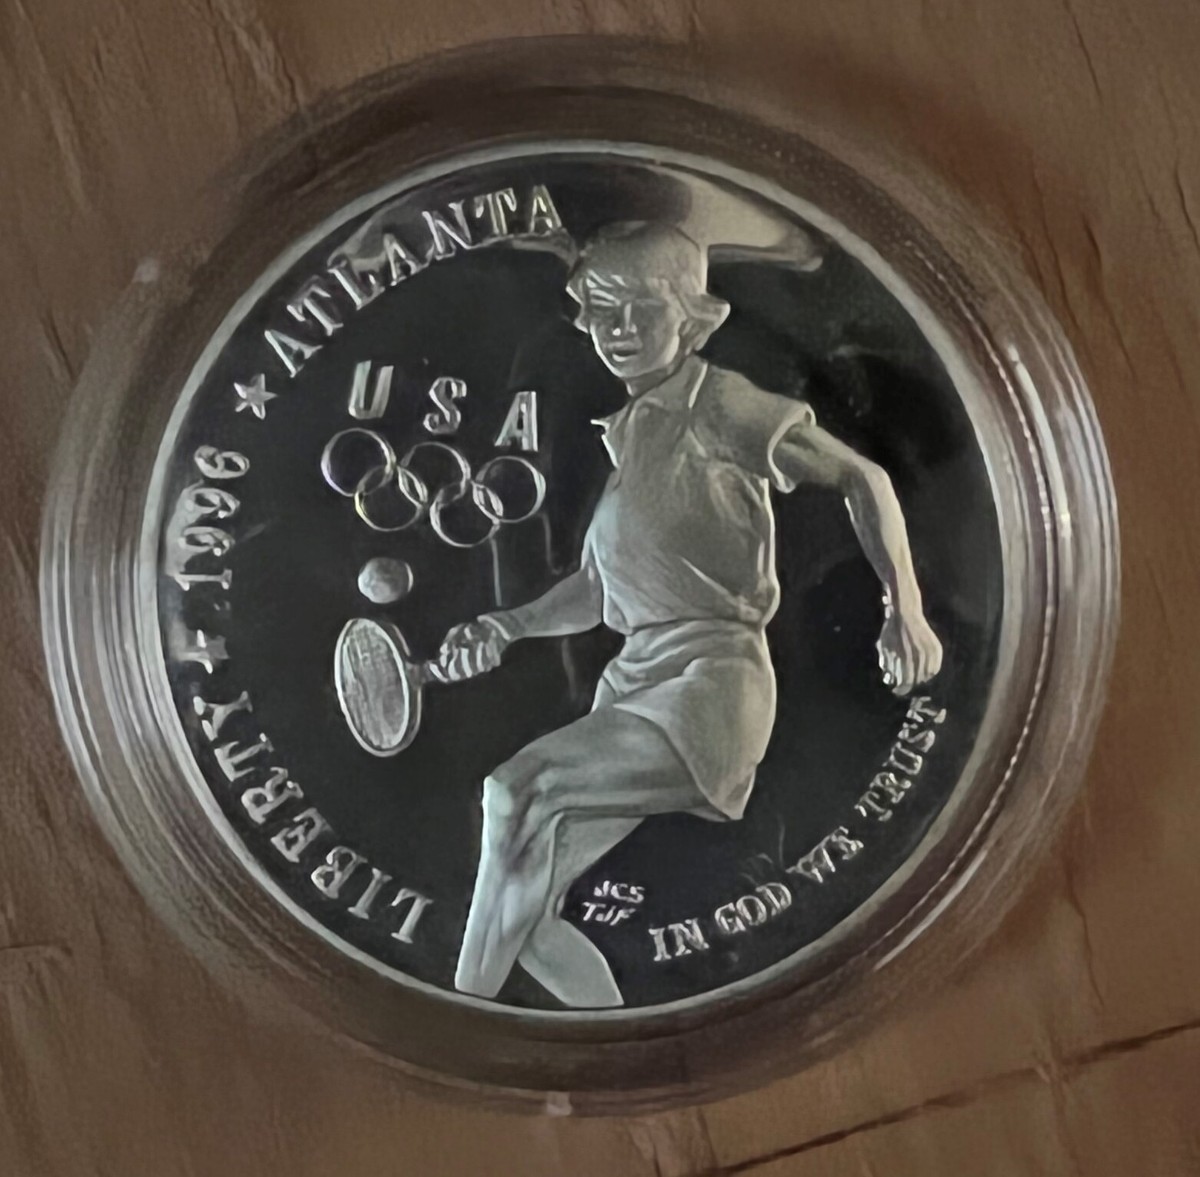 LIBERTY ★ 1996 ★ ATLANTA
USA
JCS
TJF
IN GOD WE TRUST